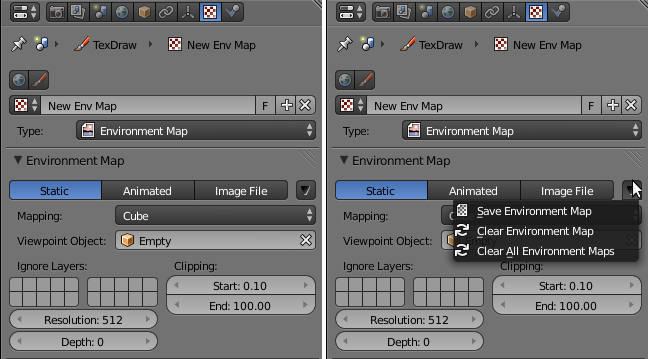 TexDraw New Env Map
New Env Map F
Type: Environment Map
Environment Map
Static Animated Image File
Mapping: Cube
Viewpoint Object: Empty
Ignore Layers: Clipping:
Start: 0.10
End: 100.00
Resolution: 512
Depth: 0
TexDraw New Env Map
New Env Map F
Type: Environment Map
Environment Map
Static Animated Image File
Mapping:
Save Environment Map
Clear Environment Map
Clear All Environment Maps
Viewpoint Object:
Ignore Layers: Clipping:
Start: 0.10
End: 100.00
Resolution: 512
Depth: 0